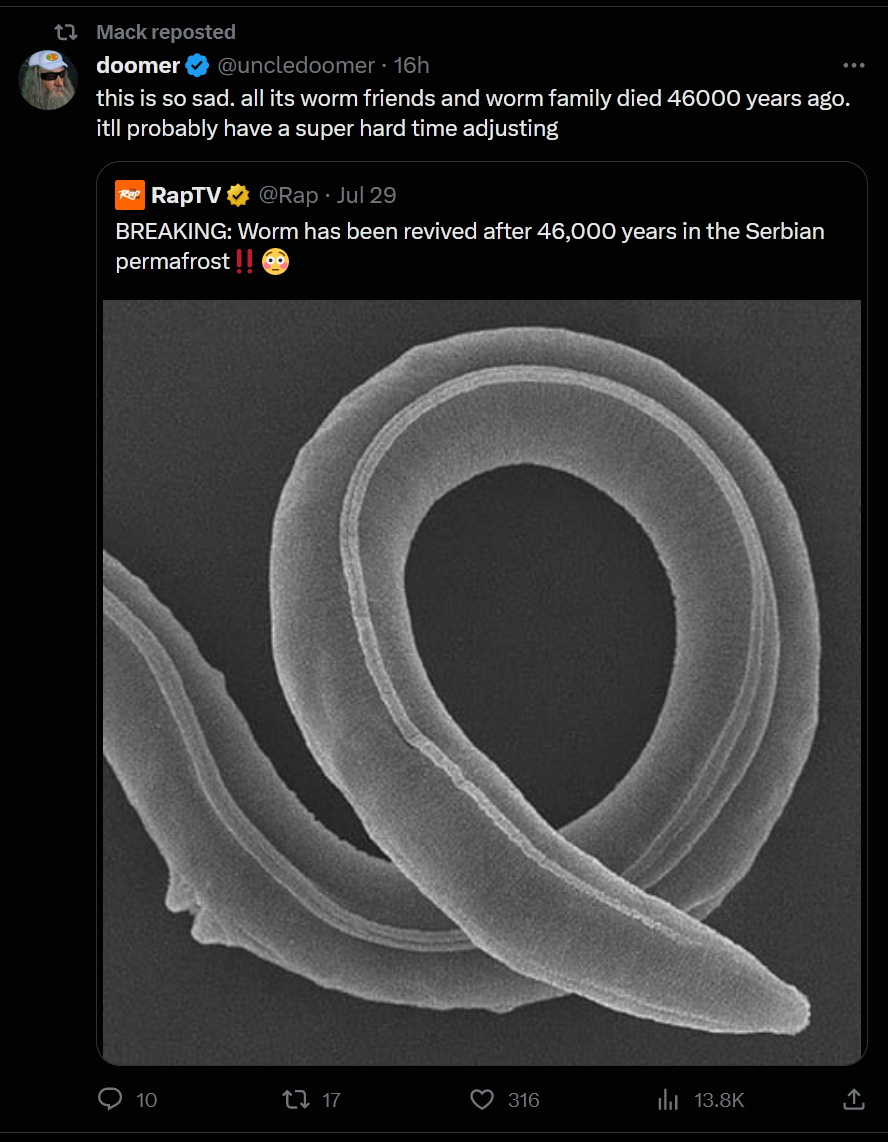 Mack reposted
doomer @uncledoomer · 16h
this is so sad. all its worm friends and worm family died 46000 years ago.
itll probably have a super hard time adjusting
Rap RapTV @Rap · Jul 29
BREAKING: Worm has been revived after 46,000 years in the Serbian
permafrost‼️😳
10 17 316 13.8K